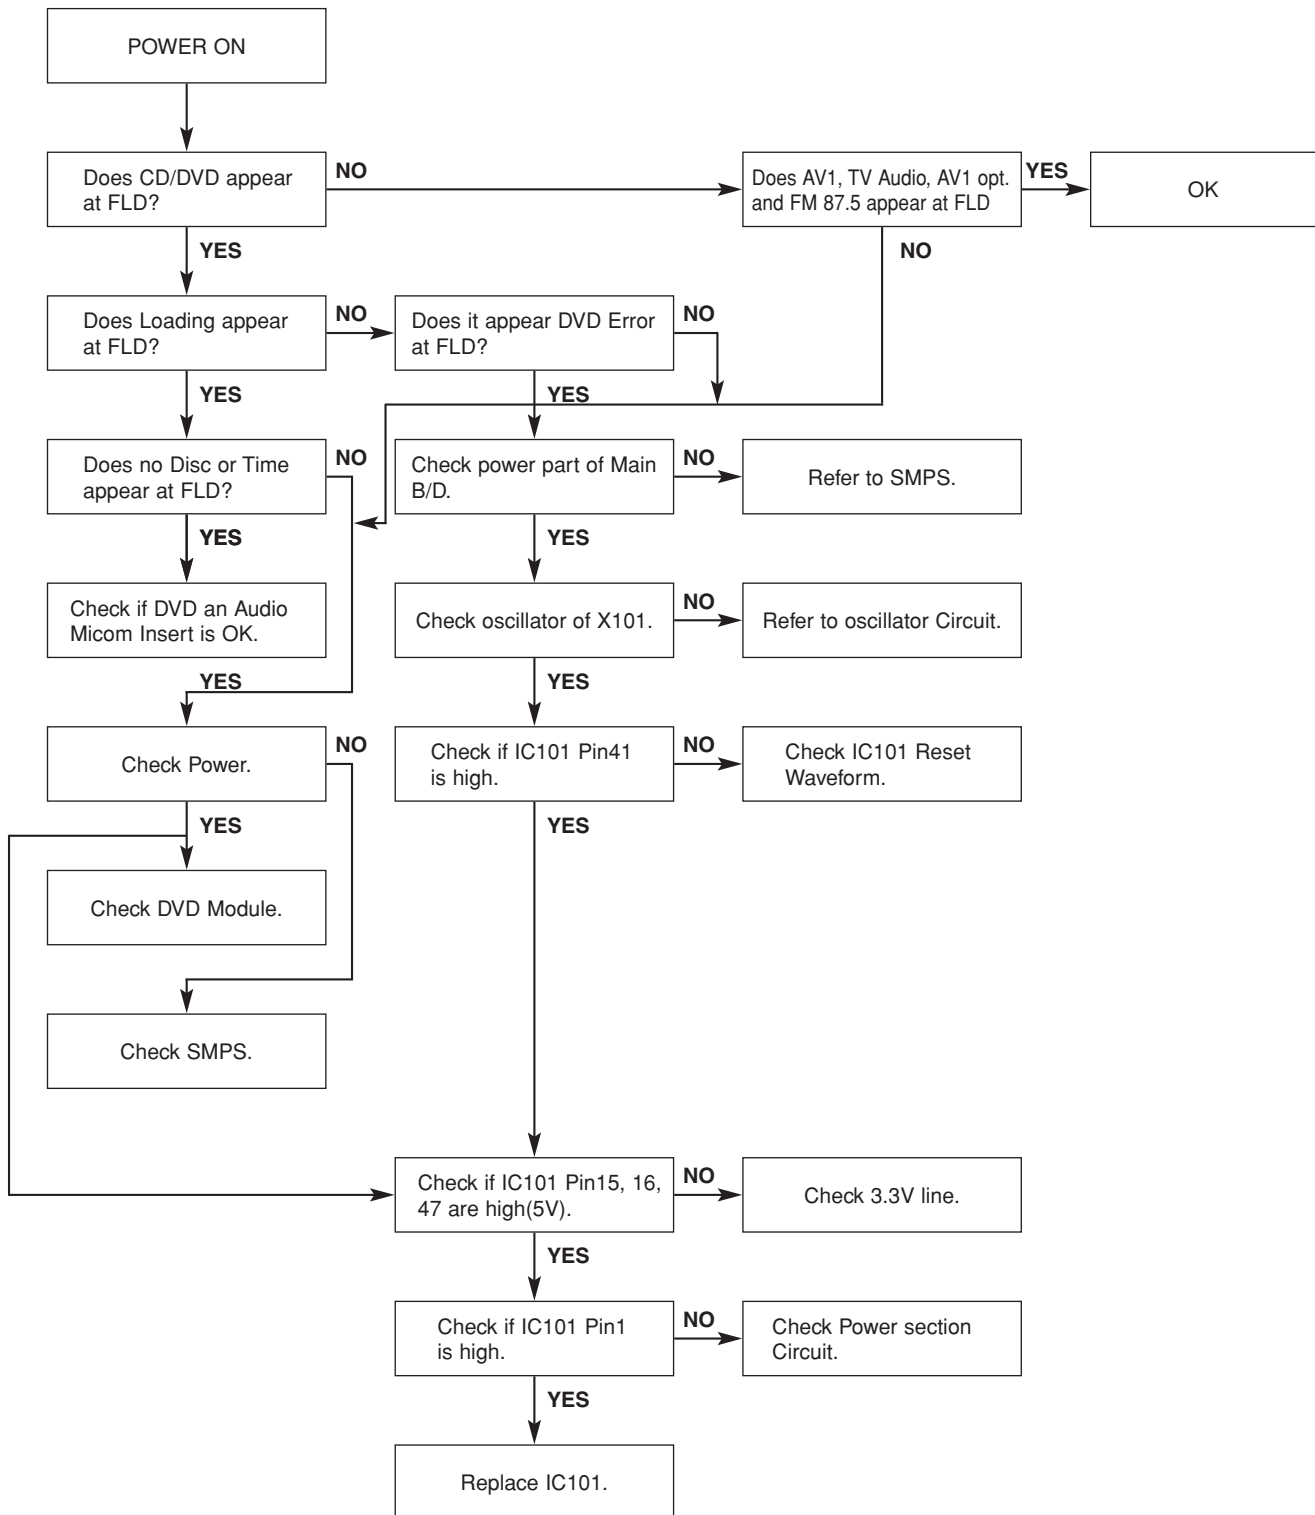 POWER ON
Does CD/DVD appear
at FLD?
NO
Does AV1, TV Audio, AV1 opt.
and FM 87.5 appear at FLD
YES
OK
YES
NO
Does Loading appear
at FLD?
NO
Does it appear DVD Error
at FLD?
NO
YES
YES
Does no Disc or Time
appear at FLD?
NO
Check power part of Main
B/D.
NO
Refer to SMPS.
YES
YES
Check if DVD an Audio
Micom Insert is OK.
Check oscillator of X101.
NO
Refer to oscillator Circuit.
YES
YES
Check Power.
NO
Check if IC101 Pin41
is high.
NO
Check IC101 Reset
Waveform.
YES
YES
Check DVD Module.
Check SMPS.
Check if IC101 Pin15, 16,
47 are high(5V).
NO
Check 3.3V line.
YES
Check if IC101 Pin1
is high.
NO
Check Power section
Circuit.
YES
Replace IC101.